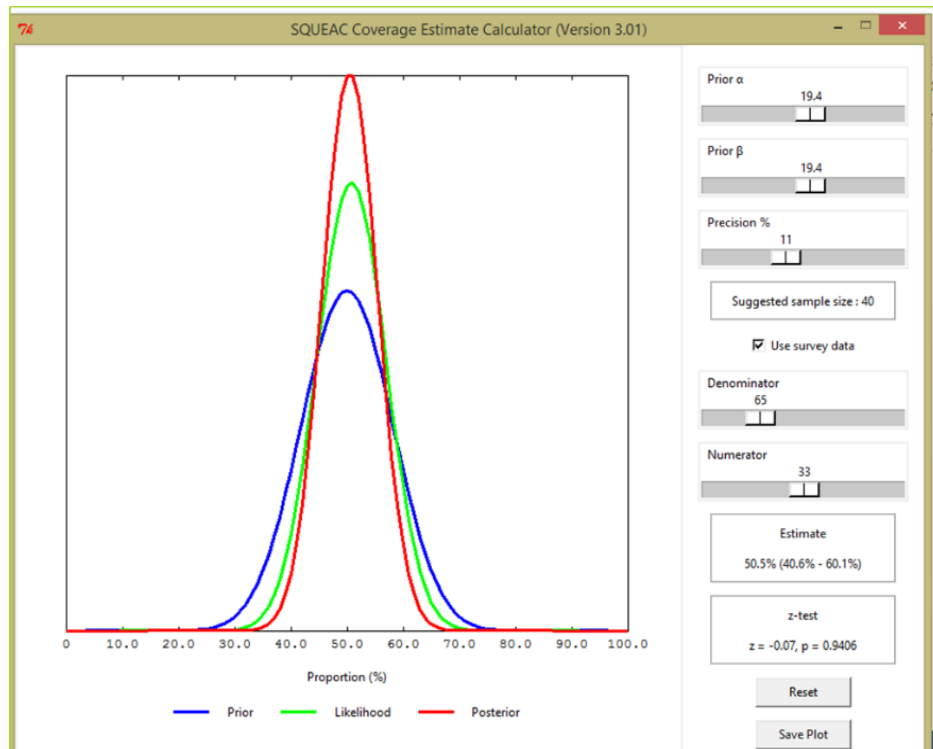 SQUEAC Coverage Estimate Calculator (Version 3.01)
Prior α
19.4
Prior β
19.4
Precision %
11
Suggested sample size : 40
Use survey data
Denominator
65
Numerator
33
Estimate
50.5% (40.6% - 60.1%)
z-test
z = -0.07, p = 0.9406
Reset
Save Plot
0 10.0 20.0 30.0 40.0 50.0 60.0 70.0 80.0 90.0 100.0
Proportion (%)
Prior Likelihood Posterior